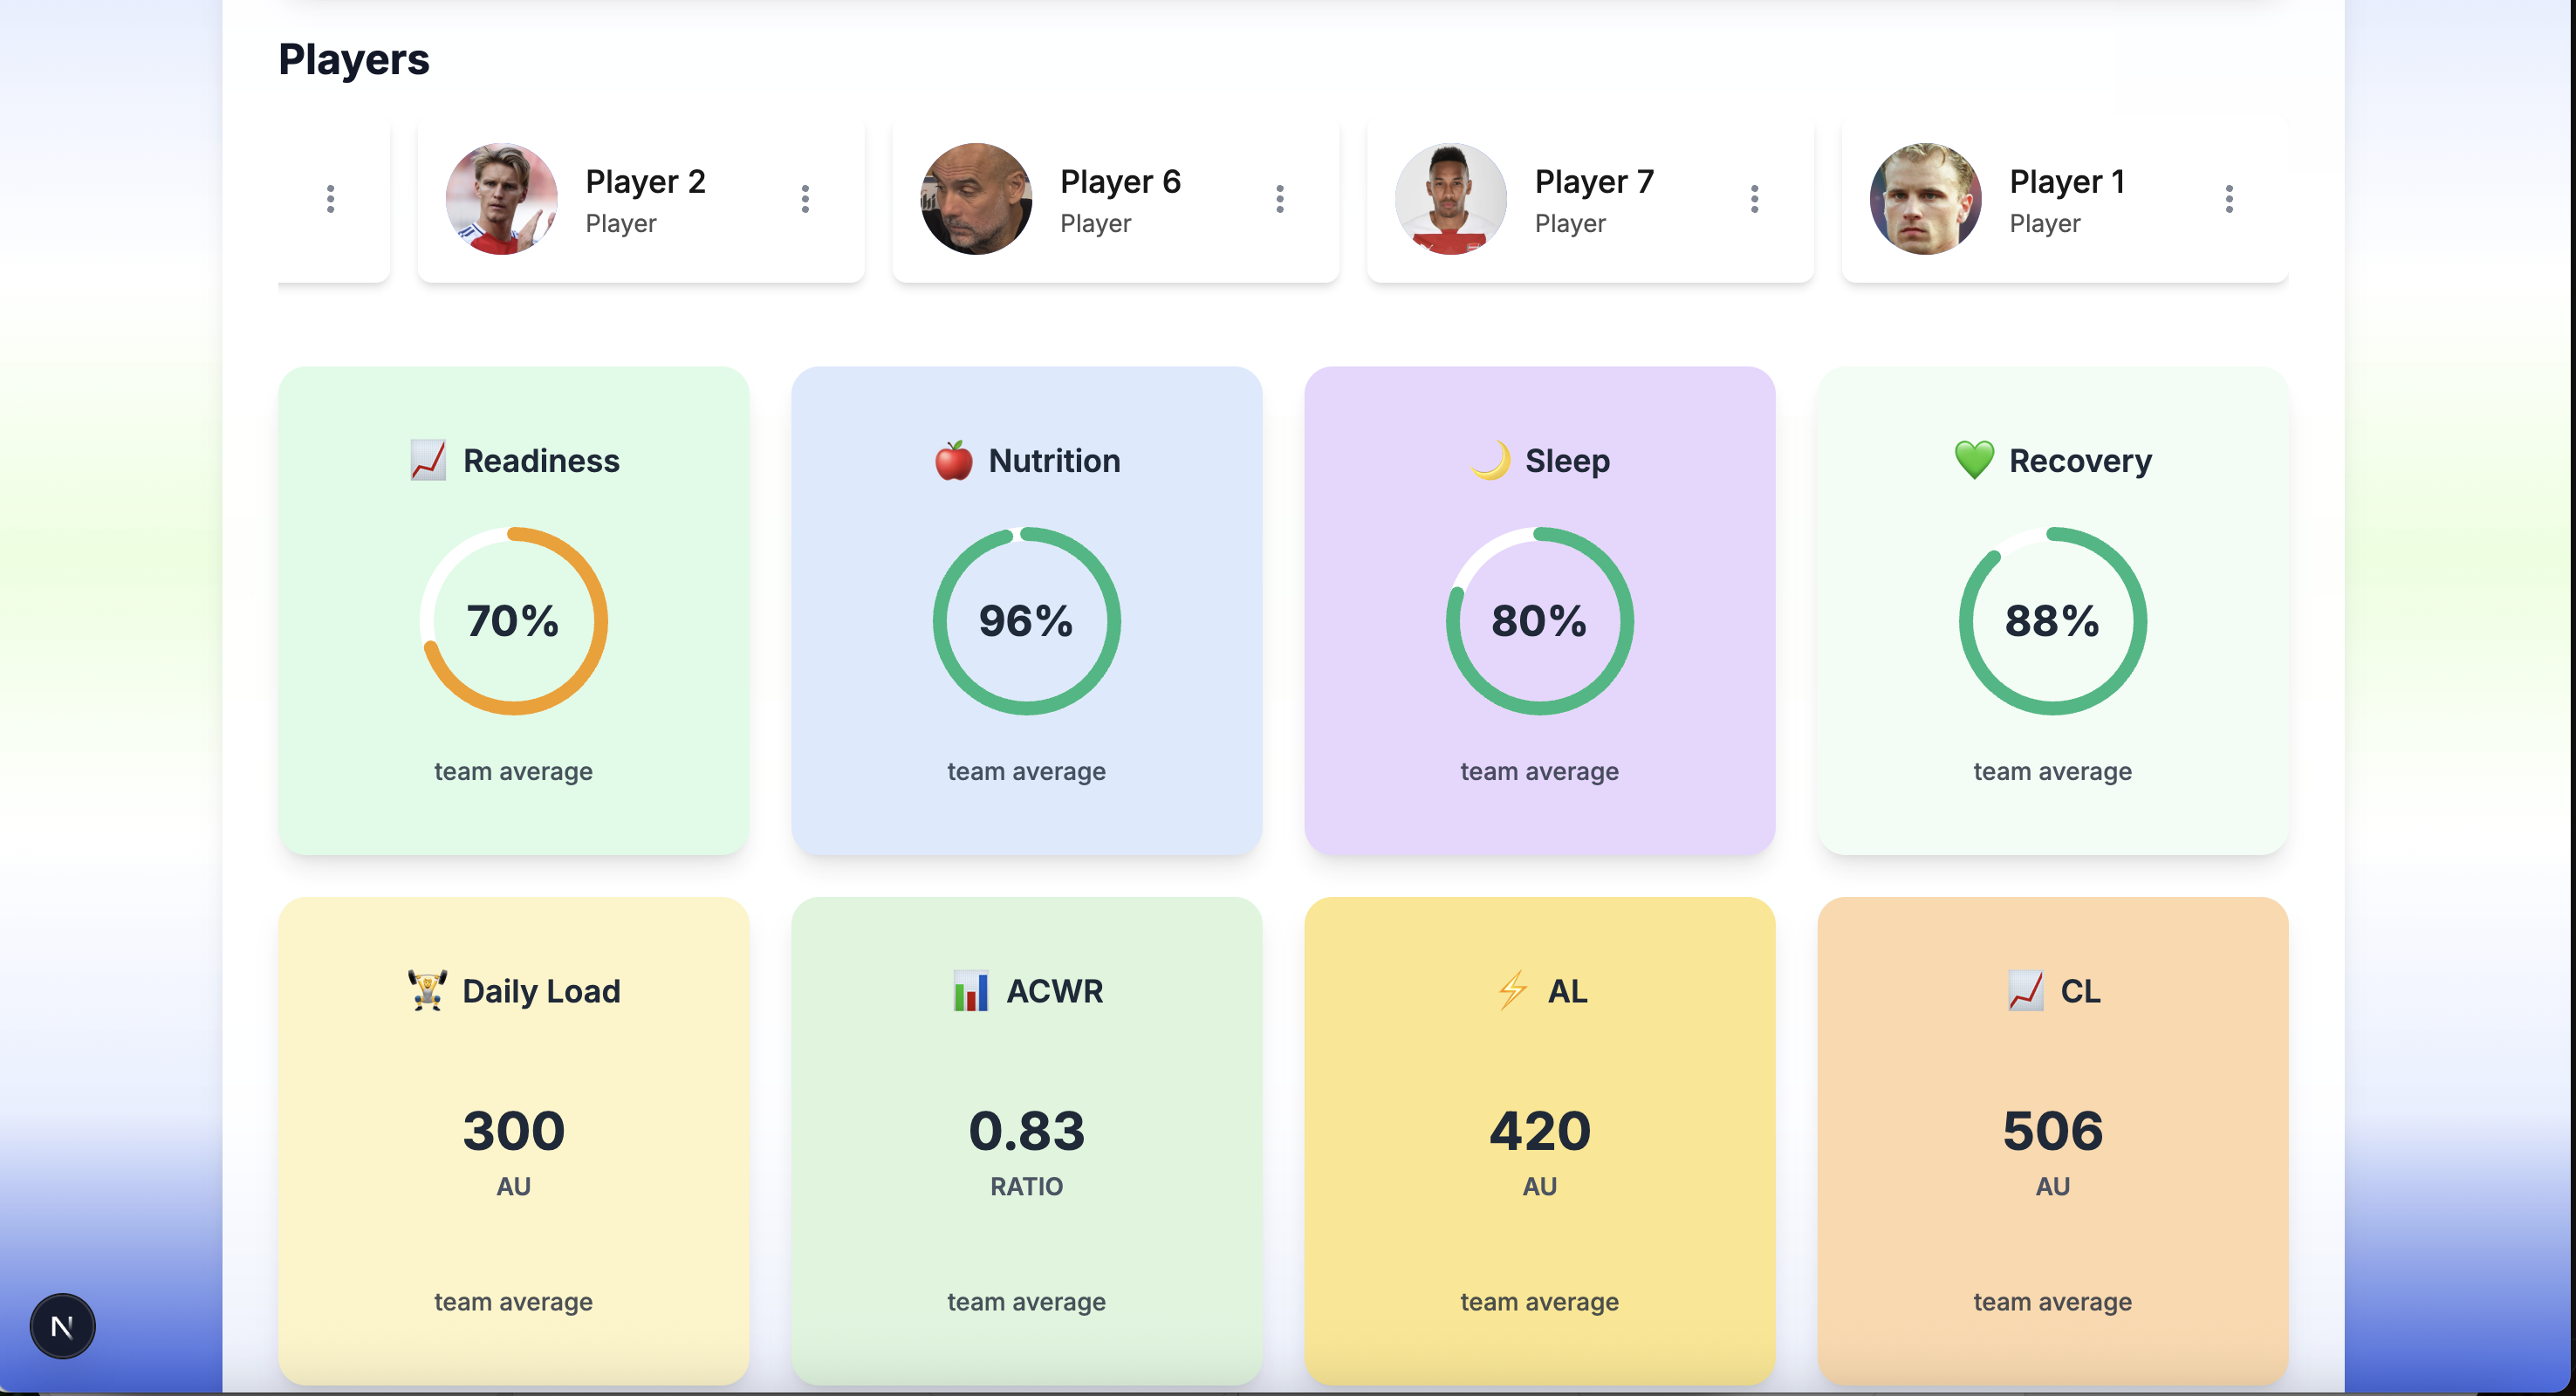 Players
Player 2
Player
Player 6
Player
Player 7
Player
Player 1
Player
Readiness
70%
team average
Nutrition
96%
team average
Sleep
80%
team average
Recovery
88%
team average
Daily Load
300
AU
team average
ACWR
0.83
RATIO
team average
AL
420
AU
team average
CL
506
AU
team average
N